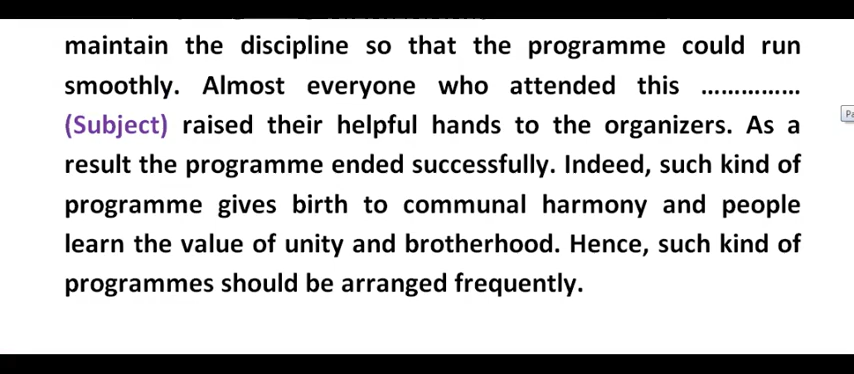 maintain the discipline so that the programme could run
smoothly. Almost everyone who attended this ……………
(Subject) raised their helpful hands to the organizers. As a
result the programme ended successfully. Indeed, such kind of
programme gives birth to communal harmony and people
learn the value of unity and brotherhood. Hence, such kind of
programmes should be arranged frequently.